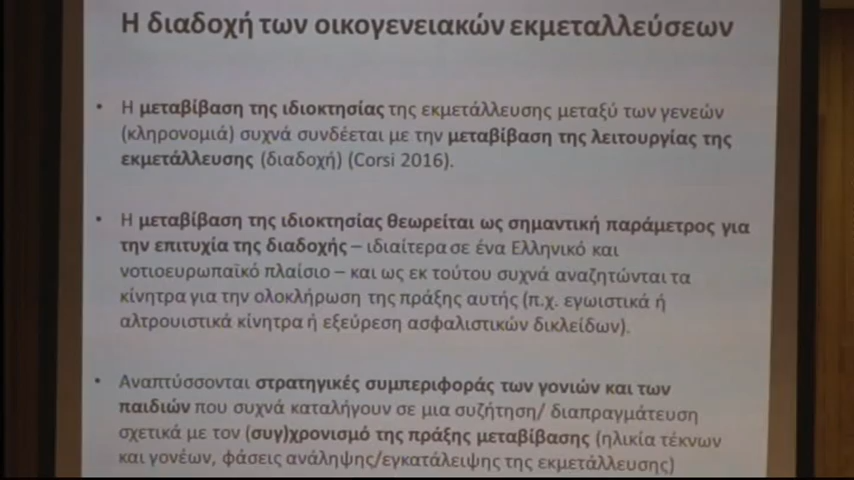 Η διαδοχή των οικογενειακών εκμεταλλεύσεων
• Η μεταβίβαση της ιδιοκτησίας της εκμετάλλευσης μεταξύ των γενεών
(κληρονομιά) συχνά συνδέεται με την μεταβίβαση της λειτουργίας της
εκμετάλλευσης (διαδοχή) (Corsi 2016).
• Η μεταβίβαση της ιδιοκτησίας θεωρείται ως σημαντική παράμετρος για
την επιτυχία της διαδοχής – ιδιαίτερα σε ένα Ελληνικό και
νοτιοευρωπαϊκό πλαίσιο – και ως εκ τούτου συχνά αναζητώνται τα
κίνητρα για την ολοκλήρωση της πράξης αυτής (π.χ. εγωιστικά ή
αλτρουιστικά κίνητρα ή εξεύρεση ασφαλιστικών δικλείδων).
• Αναπτύσσονται στρατηγικές συμπεριφοράς των γονιών και των
παιδιών που συχνά καταλήγουν σε μια συζήτηση/ διαπραγμάτευση
σχετικά με τον (συγ)χρονισμό της πράξης μεταβίβασης (ηλικία τέκνων
και γονέων, φάσεις ανάληψης/εγκατάλειψης της εκμετάλλευσης)